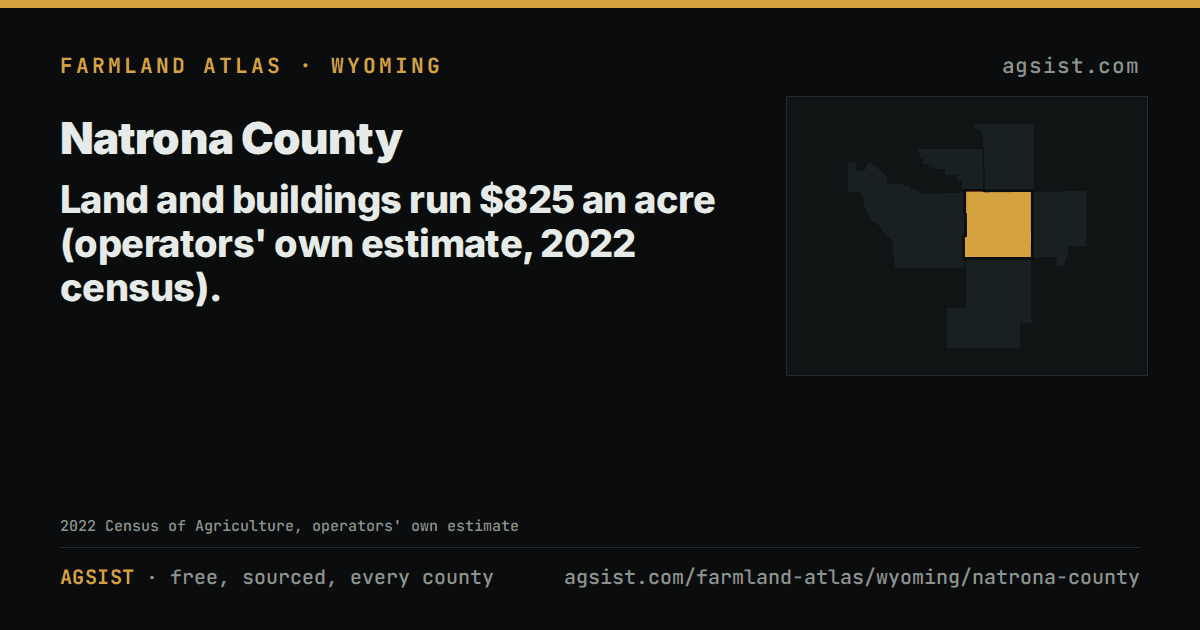 FARMLAND ATLAS · WYOMING
agsist.com
Natrona County
Land and buildings run $825 an acre
(operators' own estimate, 2022
census).
2022 Census of Agriculture, operators' own estimate
AGSIST · free, sourced, every county
agsist.com/farmland-atlas/wyoming/natrona-county